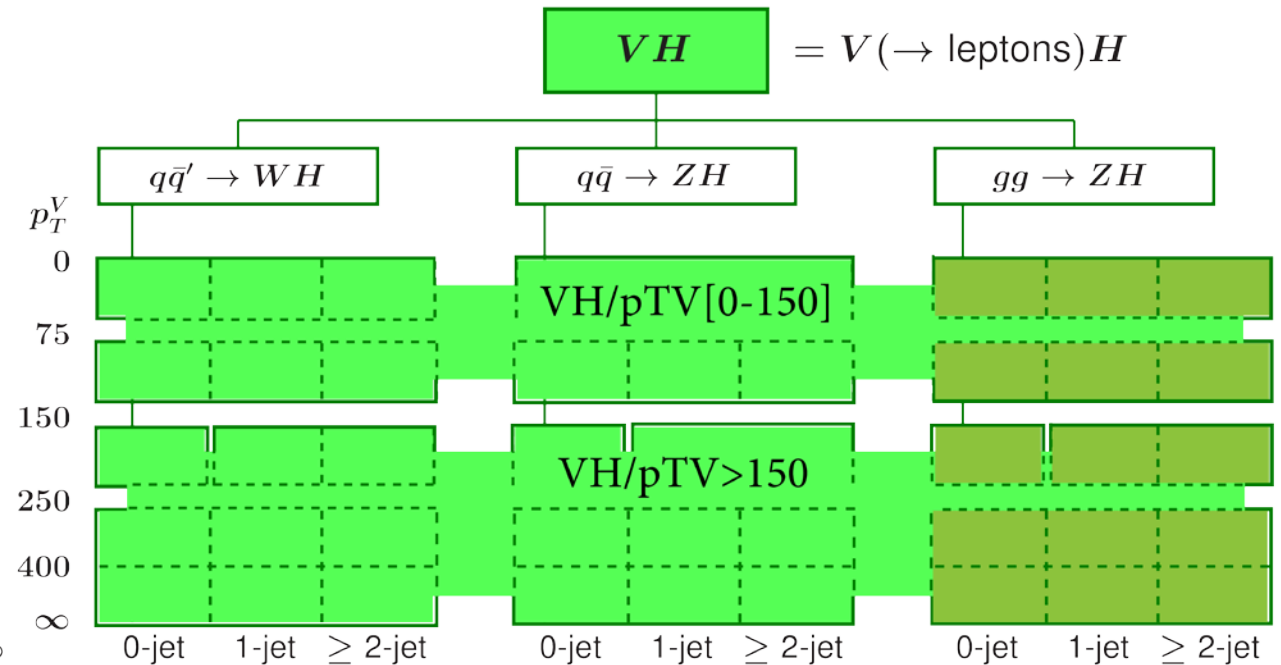 VH = V(→ leptons)H
qq̄′ → WH
qq̄ → ZH
gg → ZH
p_T^V
0
VH/pTV[0-150]
75
150
VH/pTV>150
250
400
∞
0-jet 1-jet ≥ 2-jet 0-jet 1-jet ≥ 2-jet 0-jet 1-jet ≥ 2-jet